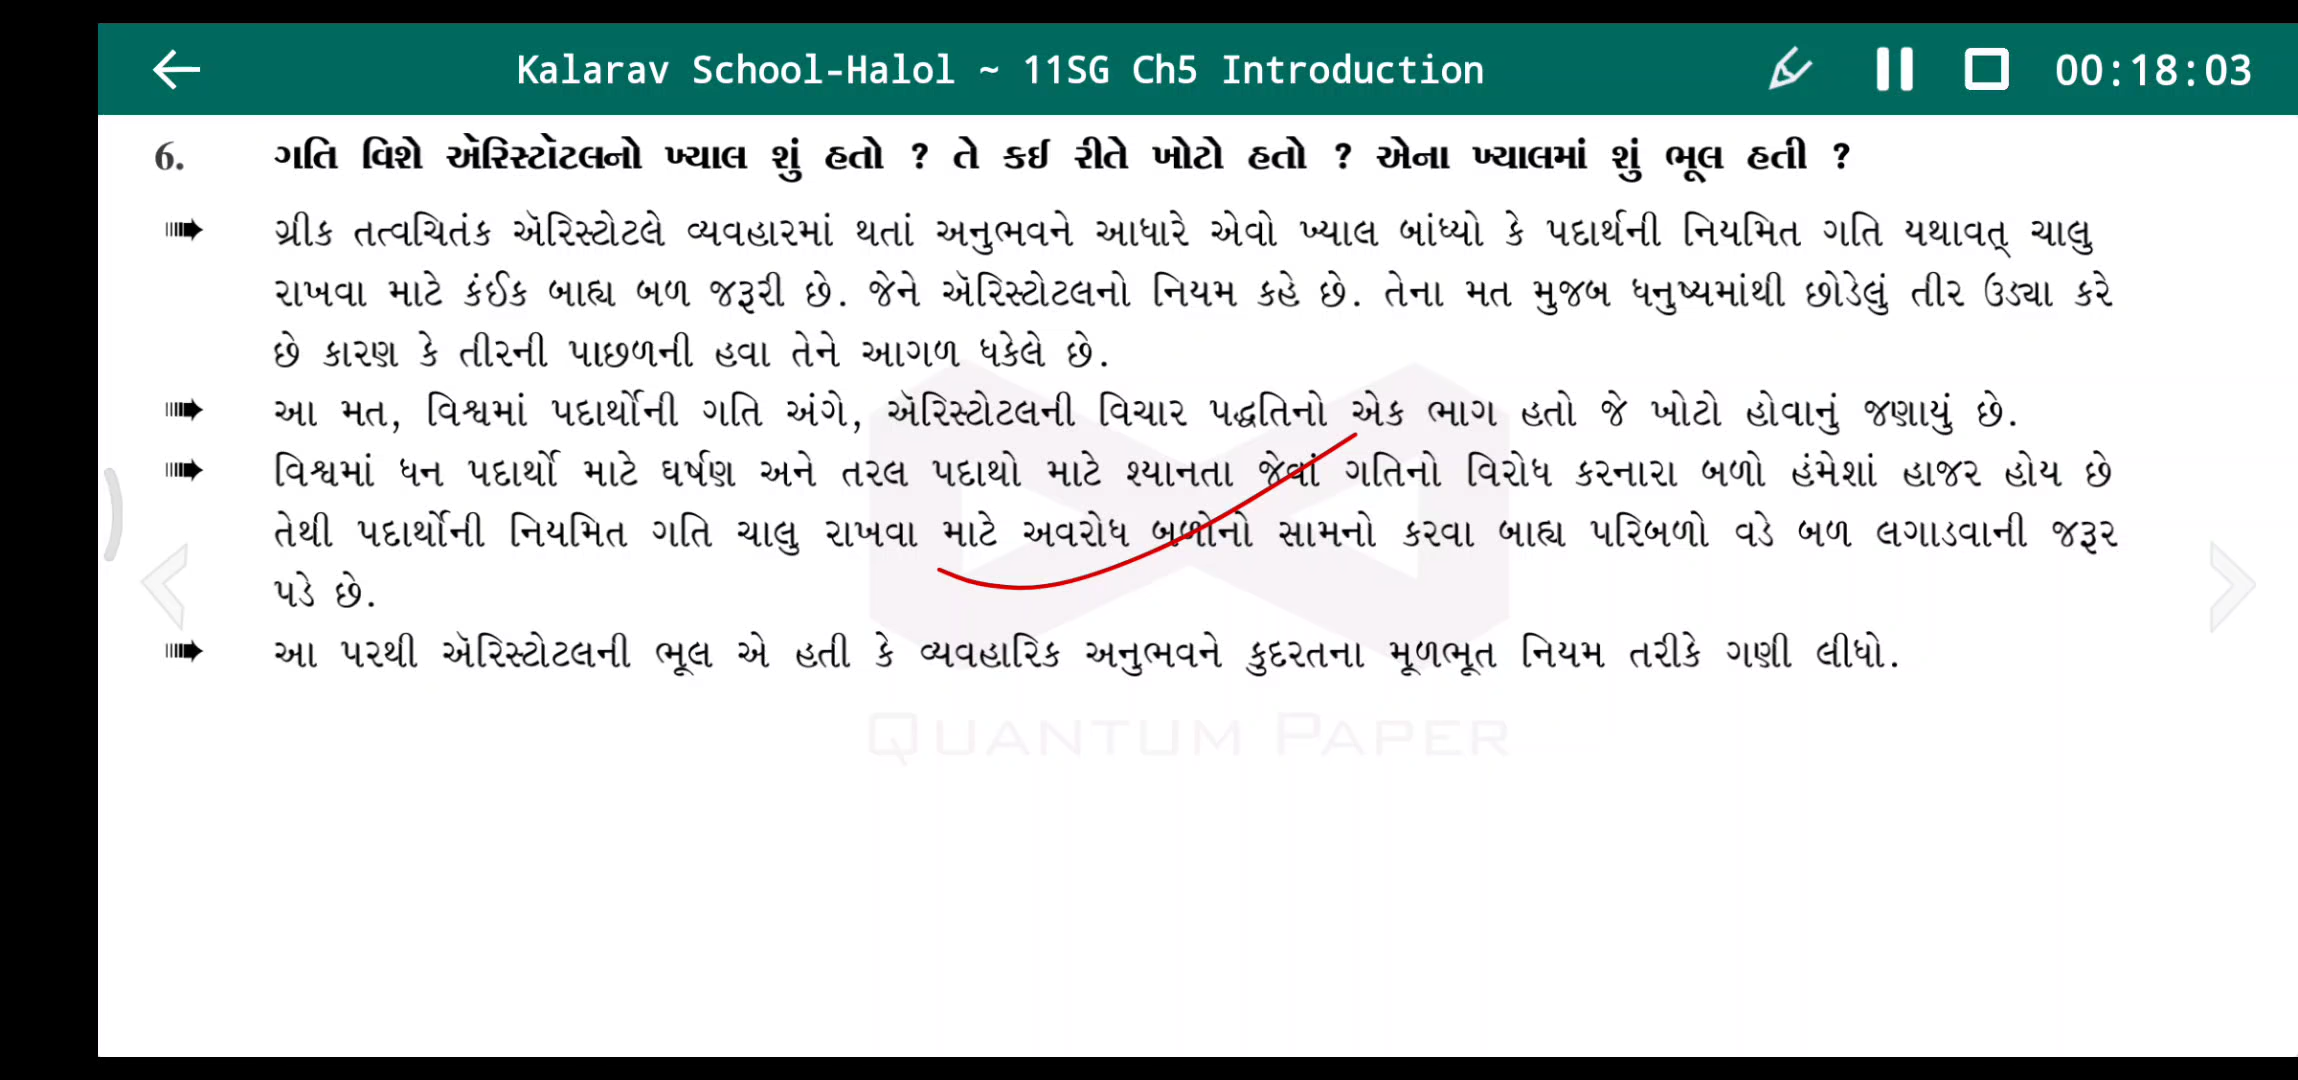 Kalarav School-Halol ~ 11SG Ch5 Introduction 00:18:03
6. ગતિ વિશે ઍરિસ્ટૉટલનો ખ્યાલ શું હતો ? તે કઈ રીતે ખોટો હતો ? એના ખ્યાલમાં શું ભૂલ હતી ?
ગ્રીક તત્વચિતંક ઍરિસ્ટોટલે વ્યવહારમાં થતાં અનુભવને આધારે એવો ખ્યાલ બાંધ્યો કે પદાર્થની નિયમિત ગતિ યથાવત્ ચાલુ
રાખવા માટે કંઈક બાહ્ય બળ જરૂરી છે. જેને ઍરિસ્ટોટલનો નિયમ કહે છે. તેના મત મુજબ ધનુષ્યમાંથી છોડેલું તીર ઉડ્યા કરે
છે કારણ કે તીરની પાછળની હવા તેને આગળ ધકેલે છે.
આ મત, વિશ્વમાં પદાર્થોની ગતિ અંગે, ઍરિસ્ટોટલની વિચાર પદ્ધતિનો એક ભાગ હતો જે ખોટો હોવાનું જણાયું છે.
વિશ્વમાં ધન પદાર્થો માટે ઘર્ષણ અને તરલ પદાથો માટે શ્યાનતા જેવાં ગતિનો વિરોધ કરનારા બળો હંમેશાં હાજર હોય છે
તેથી પદાર્થોની નિયમિત ગતિ ચાલુ રાખવા માટે અવરોધ બળોનો સામનો કરવા બાહ્ય પરિબળો વડે બળ લગાડવાની જરૂર
પડે છે.
આ પરથી ઍરિસ્ટોટલની ભૂલ એ હતી કે વ્યવહારિક અનુભવને કુદરતના મૂળભૂત નિયમ તરીકે ગણી લીધો.
QUANTUM PAPER